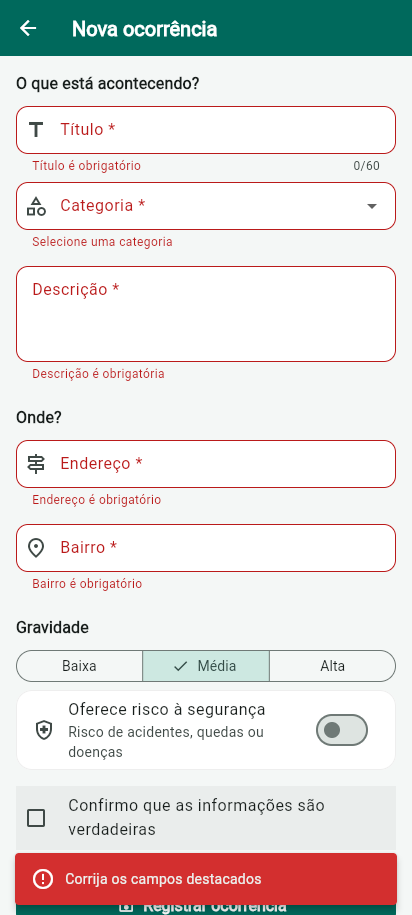 Nova ocorrência
O que está acontecendo?
Título *
Título é obrigatório 0/60
Categoria *
Selecione uma categoria
Descrição *
Descrição é obrigatória
Onde?
Endereço *
Endereço é obrigatório
Bairro *
Bairro é obrigatório
Gravidade
Baixa Média Alta
Oferece risco à segurança
Risco de acidentes, quedas ou
doenças
Confirmo que as informações são
verdadeiras
Corrija os campos destacados
Registrar ocorrência